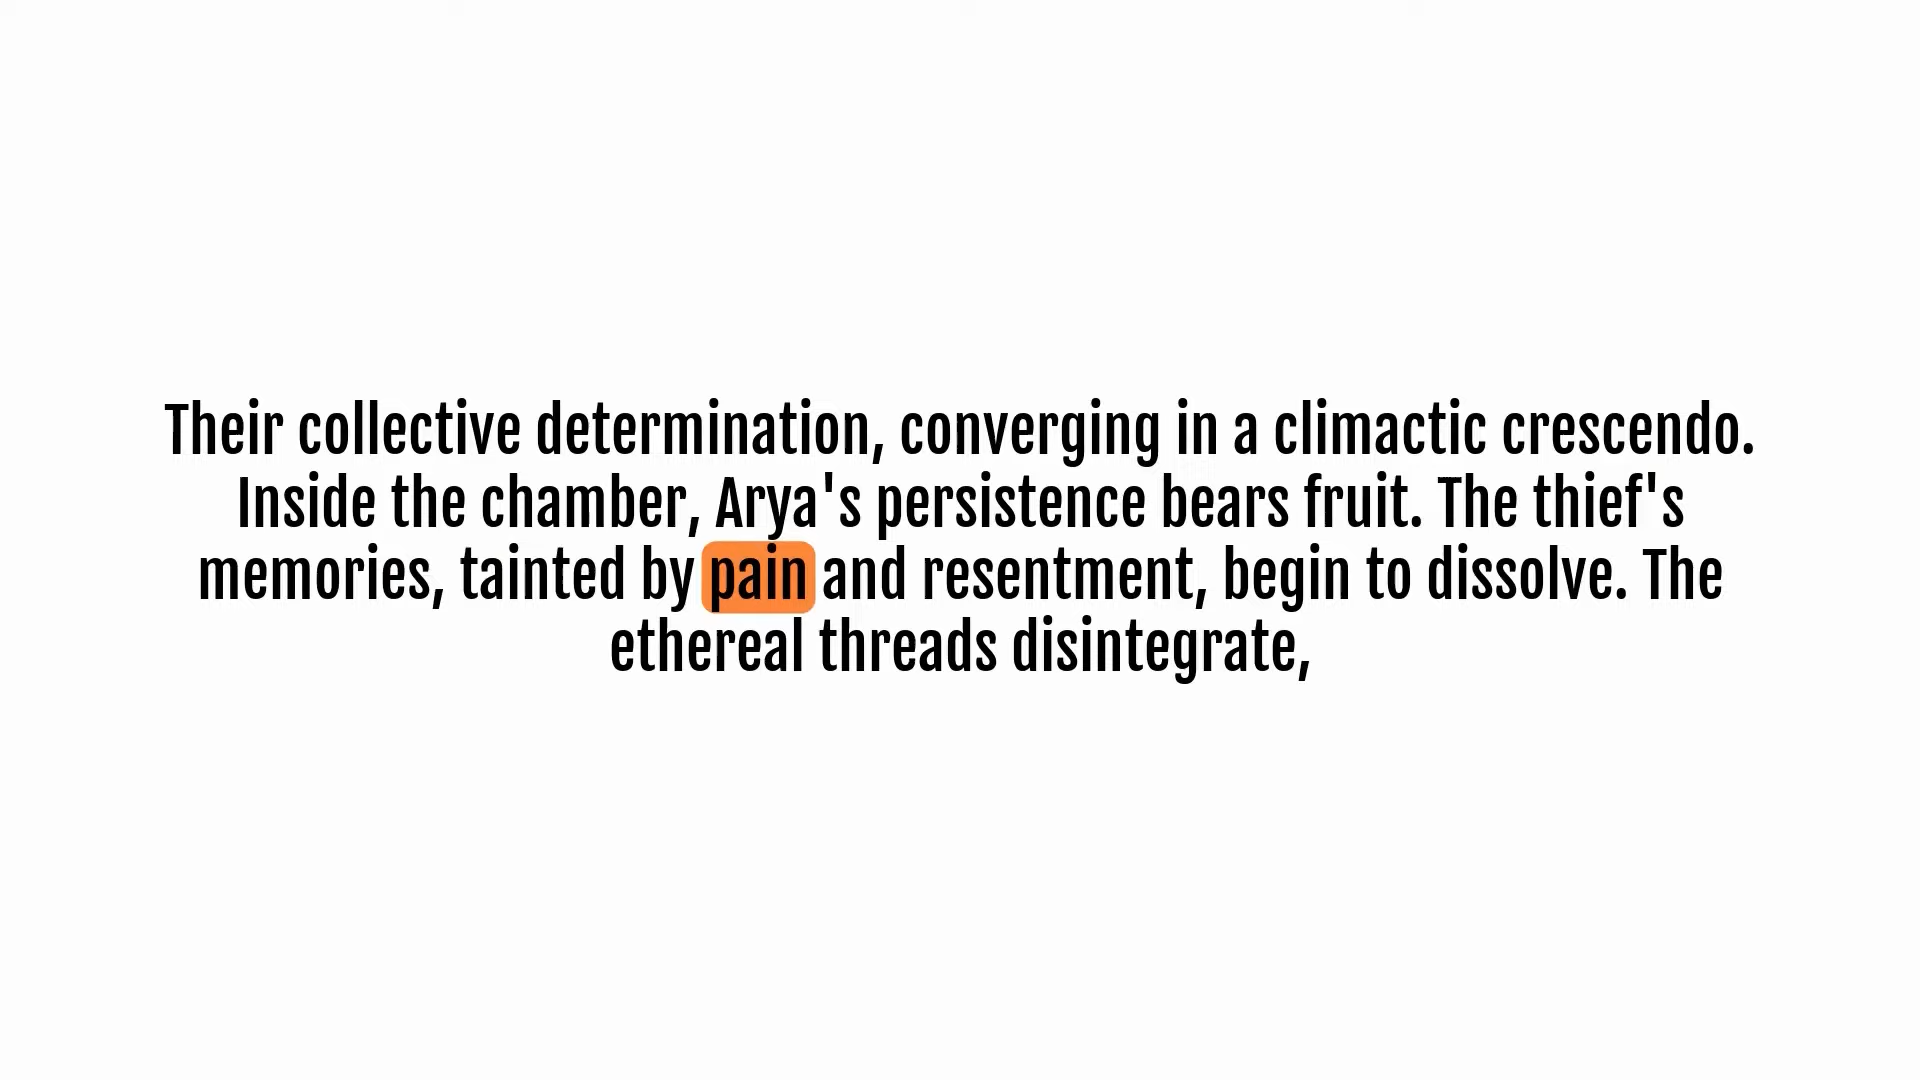 Their collective determination, converging in a climactic crescendo.
Inside the chamber, Arya's persistence bears fruit. The thief's
memories, tainted by pain and resentment, begin to dissolve. The
ethereal threads disintegrate,